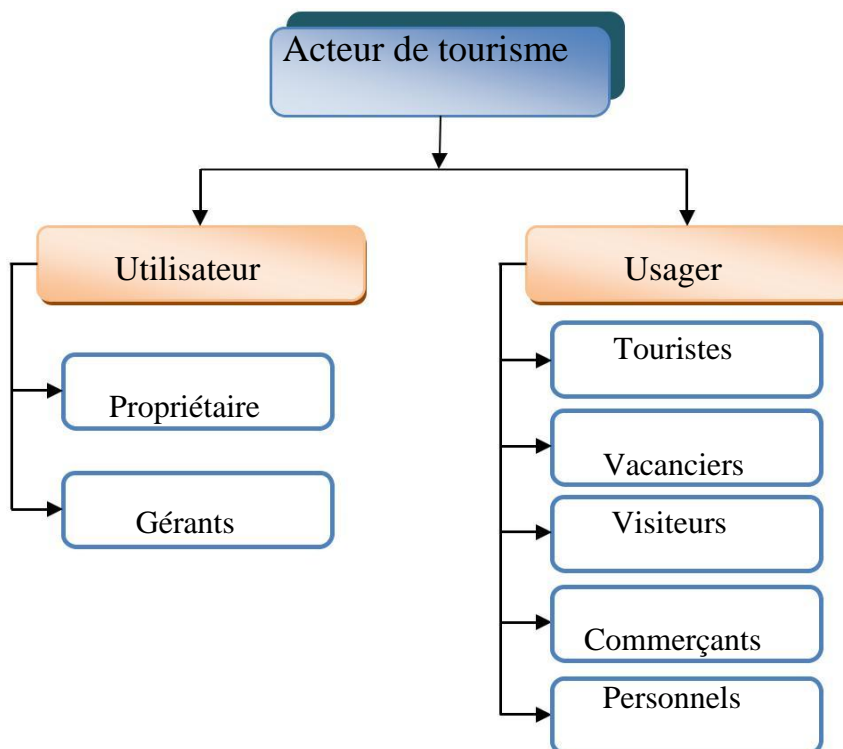 Acteur de tourisme
Utilisateur
Propriétaire
Gérants
Usager
Touristes
Vacanciers
Visiteurs
Commerçants
Personnels